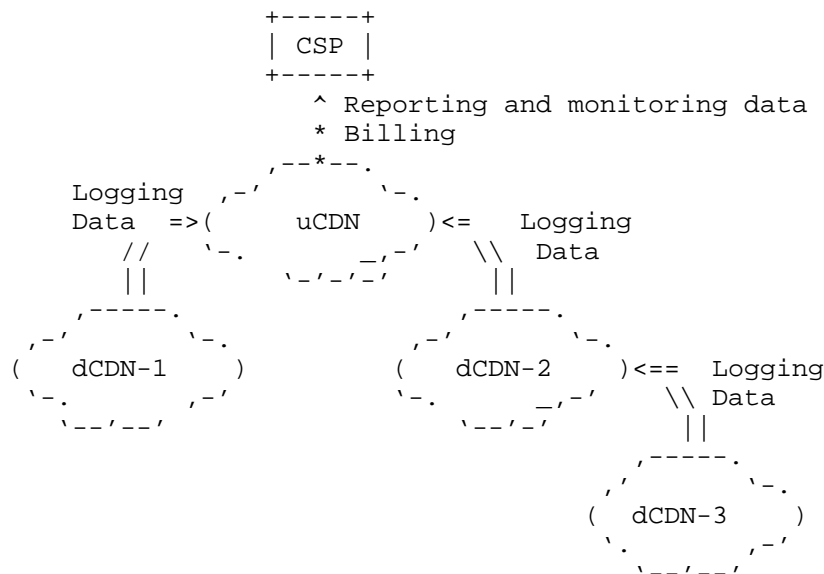 CSP
^ Reporting and monitoring data
* Billing
Logging
Data => uCDN <= Logging
Data
dCDN-1 dCDN-2 <== Logging
Data
dCDN-3